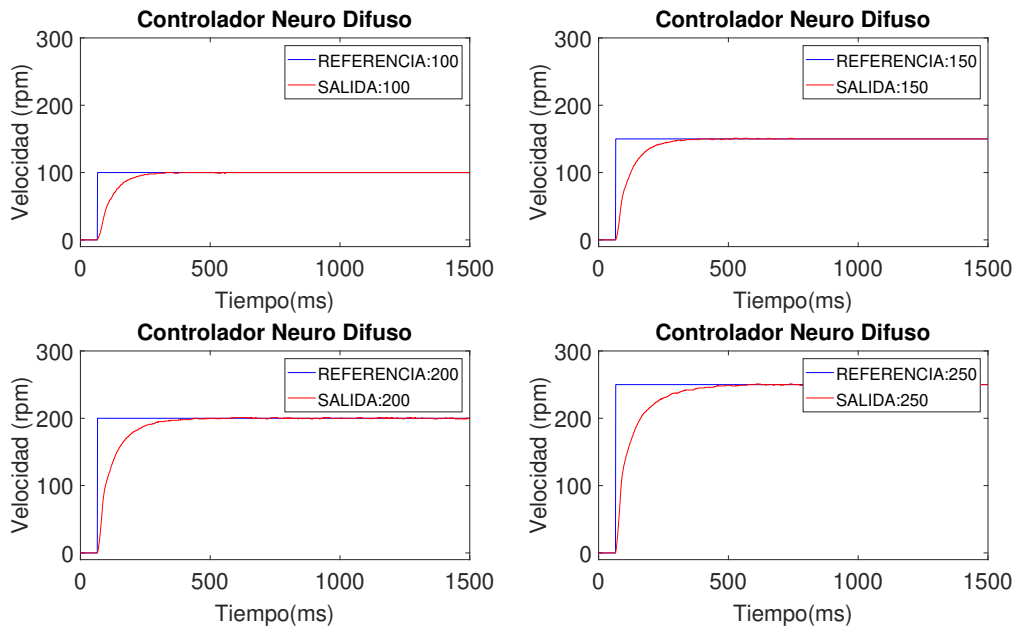 Controlador Neuro Difuso
300
200
100
0
Velocidad (rpm)
REFERENCIA:100
SALIDA:100
0 500 1000 1500
Tiempo(ms)
Controlador Neuro Difuso
300
200
100
0
Velocidad (rpm)
REFERENCIA:150
SALIDA:150
0 500 1000 1500
Tiempo(ms)
Controlador Neuro Difuso
300
200
100
0
Velocidad (rpm)
REFERENCIA:200
SALIDA:200
0 500 1000 1500
Tiempo(ms)
Controlador Neuro Difuso
300
200
100
0
Velocidad (rpm)
REFERENCIA:250
SALIDA:250
0 500 1000 1500
Tiempo(ms)